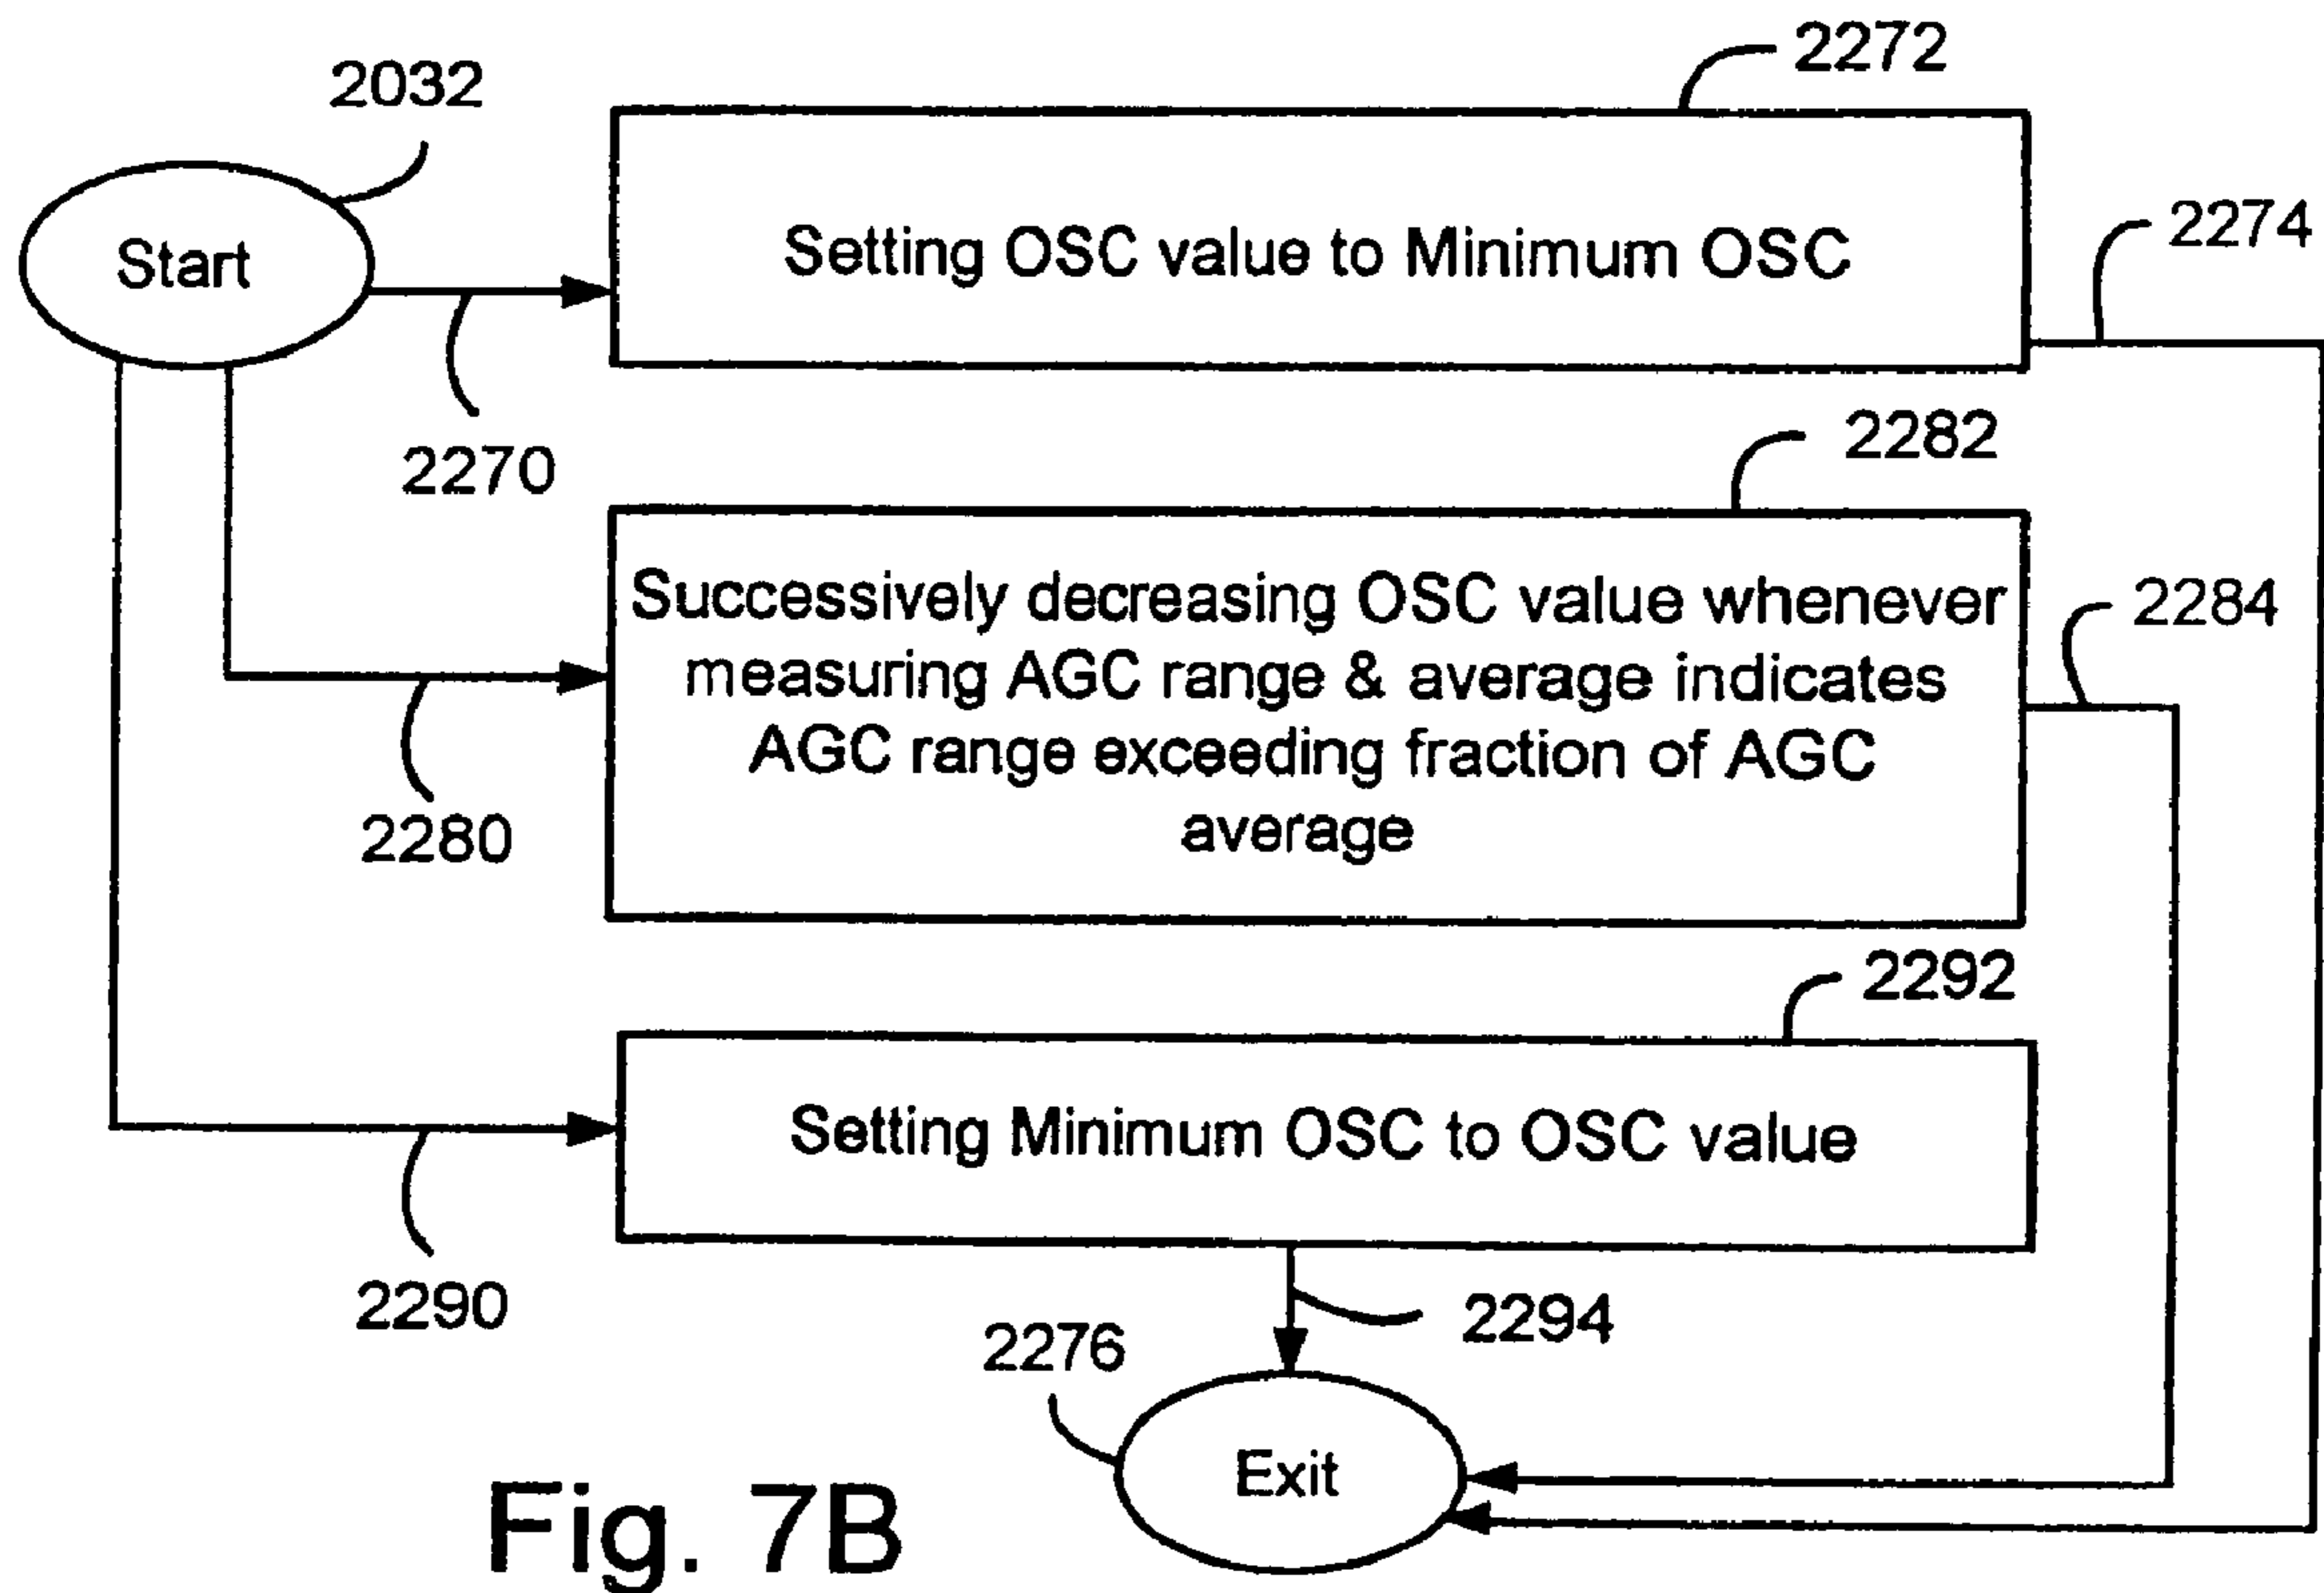 2032
2272
Start
Setting OSC value to Minimum OSC
2274
2270
2282
Successively decreasing OSC value whenever
measuring AGC range & average indicates
AGC range exceeding fraction of AGC
average
2284
2280
2292
Setting Minimum OSC to OSC value
2290
2294
2276
Exit
Fig. 7B